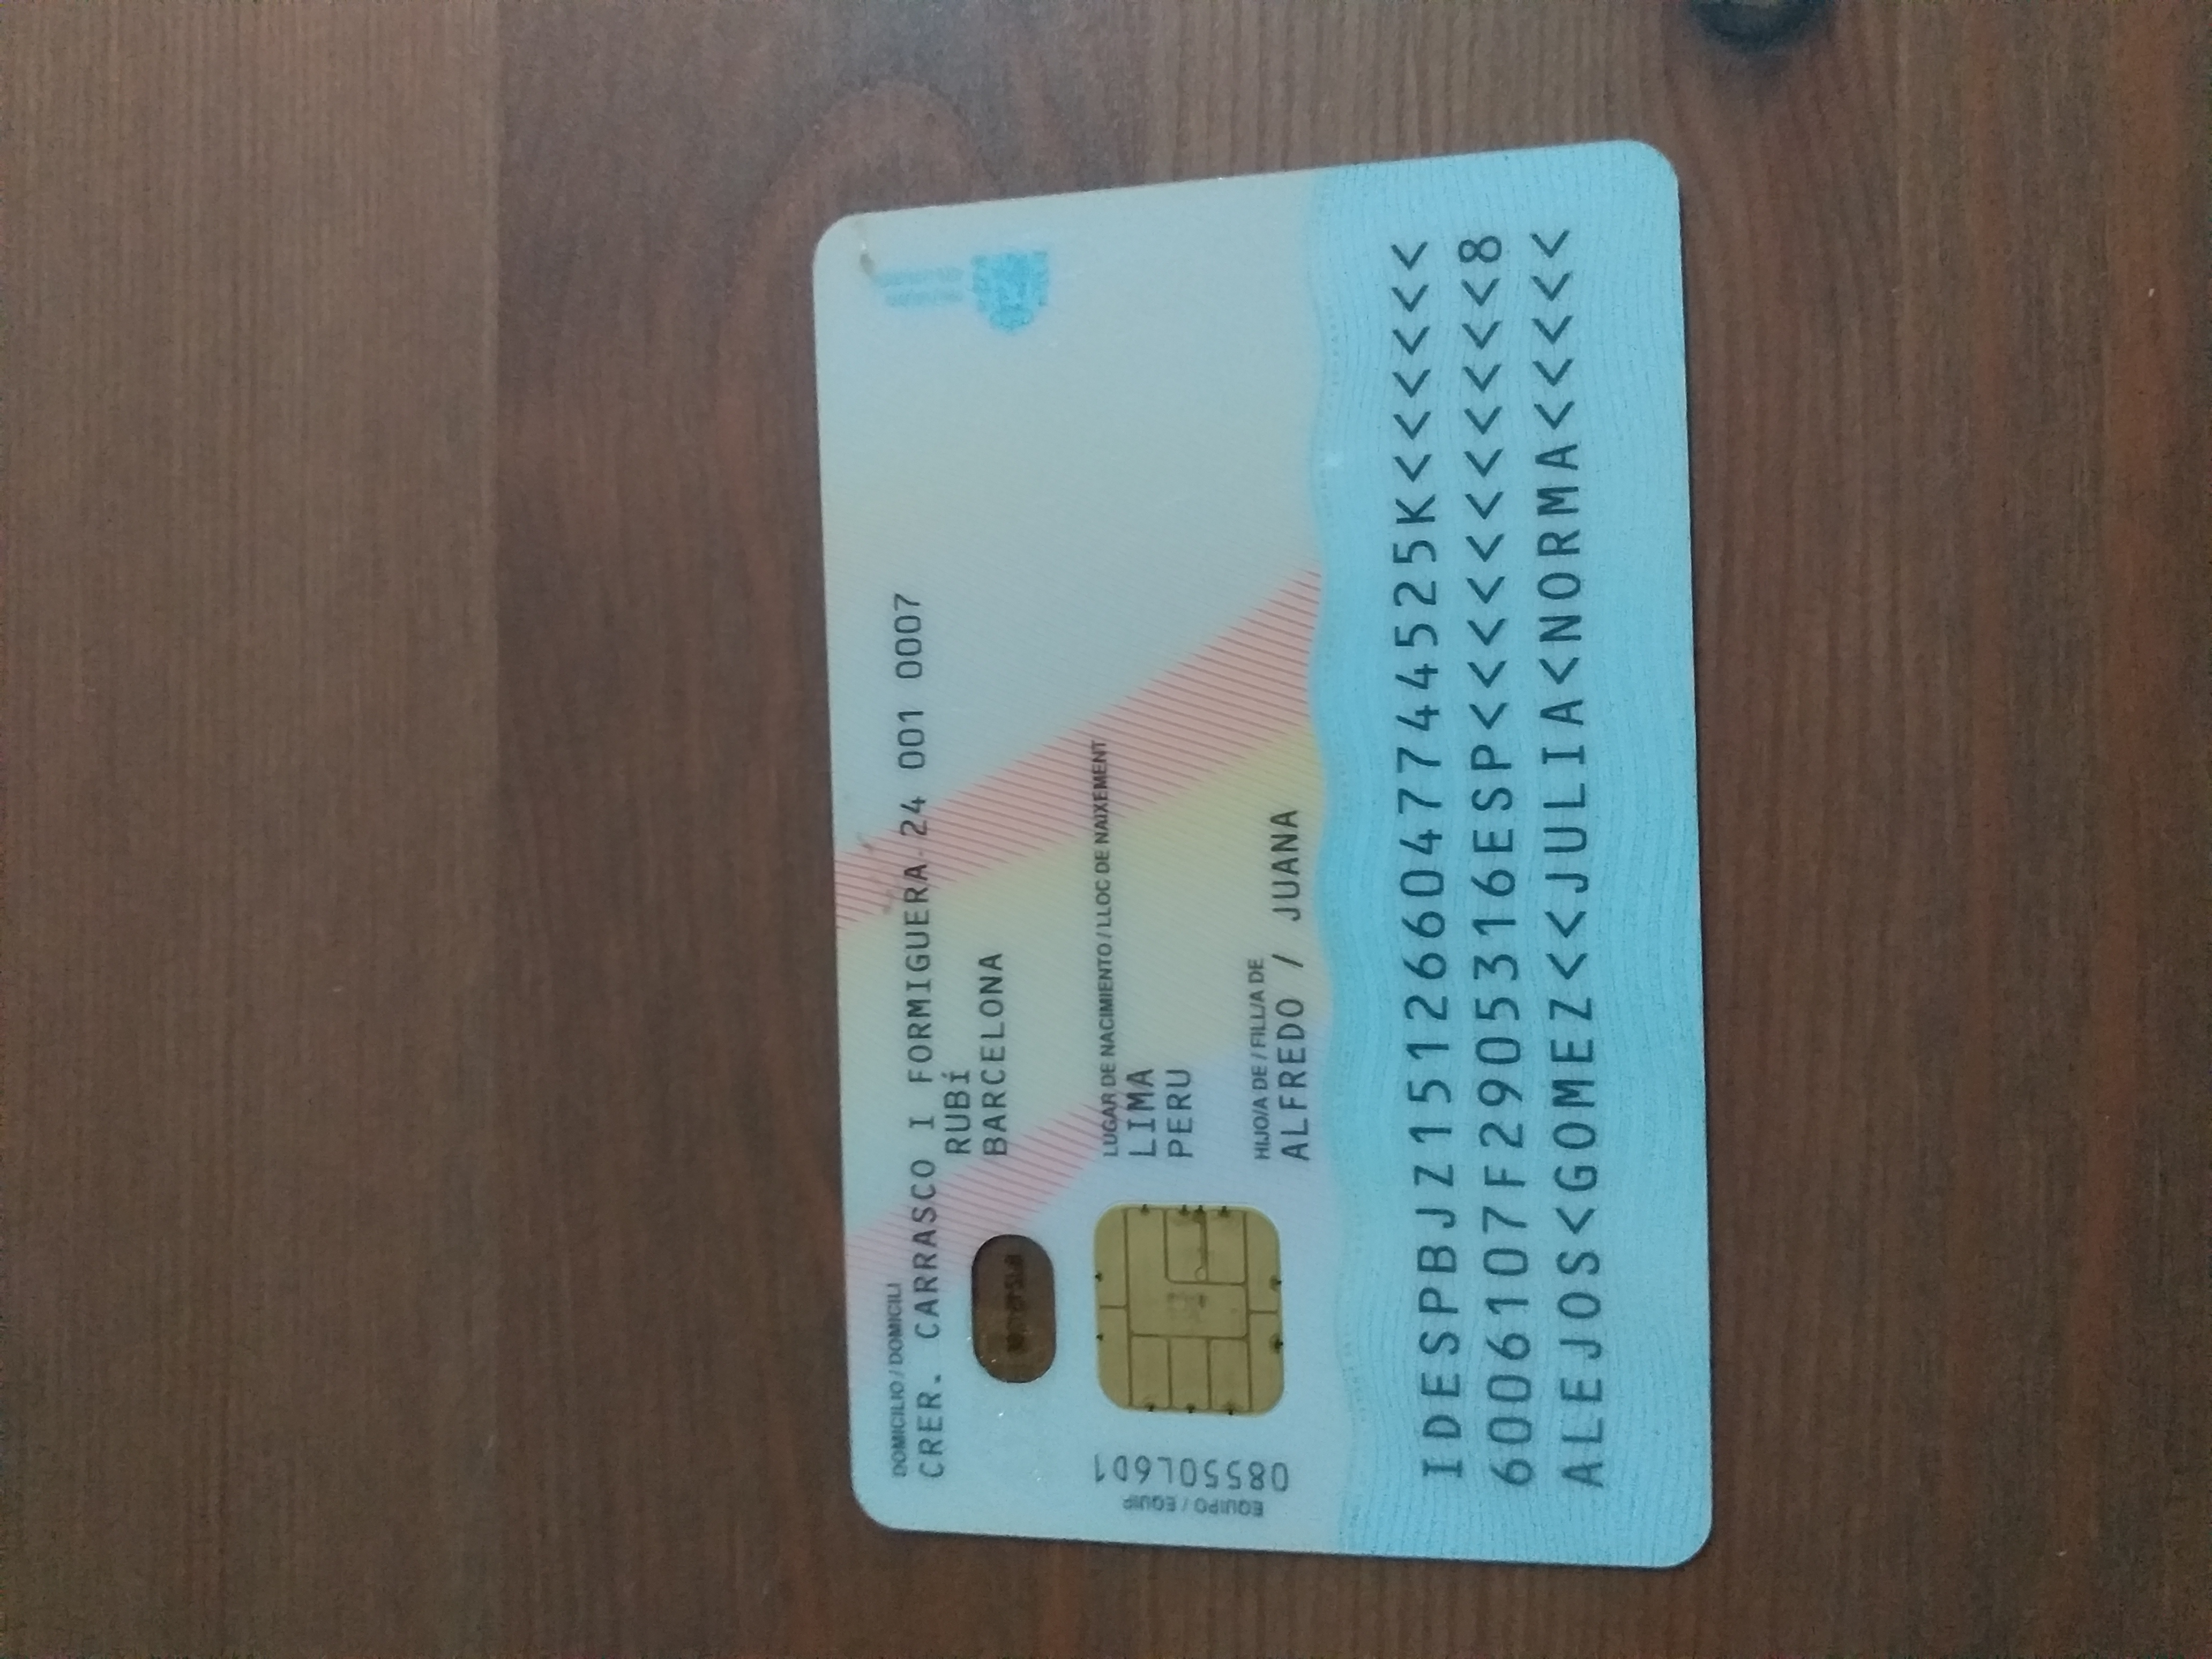 DOMICILIO / DOMICILI
CRER. CARRASCO I FORMIGUERA 24 001 0007
RUBí
BARCELONA
LUGAR DE NACIMIENTO / LLOC DE NAIXEMENT
LIMA
PERU
EQUIPO / EQUIP
08550L6D1
HIJO/A DE / FILL/A DE
ALFREDO / JUANA
IDESPBJZ151266047744525K<<<<<<
6006107F2905316ESP<<<<<<<<<<<8
ALEJOS<GOMEZ<<JULIA<NORMA<<<<<